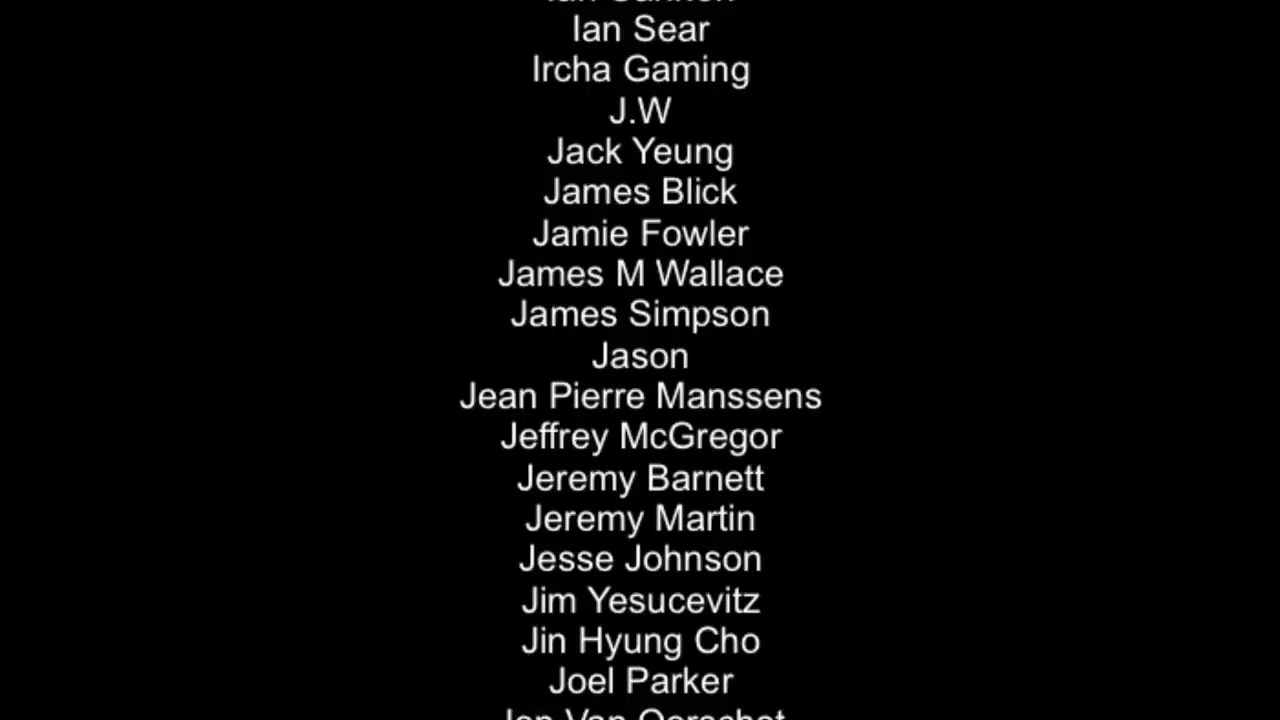 Ian Sear
Ircha Gaming
J.W
Jack Yeung
James Blick
Jamie Fowler
James M Wallace
James Simpson
Jason
Jean Pierre Manssens
Jeffrey McGregor
Jeremy Barnett
Jeremy Martin
Jesse Johnson
Jim Yesucevitz
Jin Hyung Cho
Joel Parker